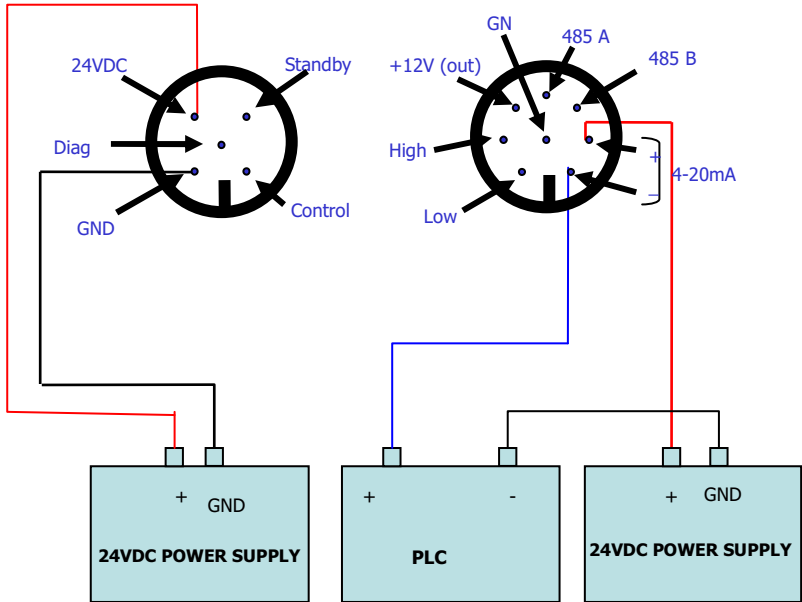 GN
485 A
24VDC
Standby
+12V (out)
485 B
Diag
High
+
4-20mA
–
GND
Control
Low
+
GND
24VDC POWER SUPPLY
+
-
PLC
+
GND
24VDC POWER SUPPLY